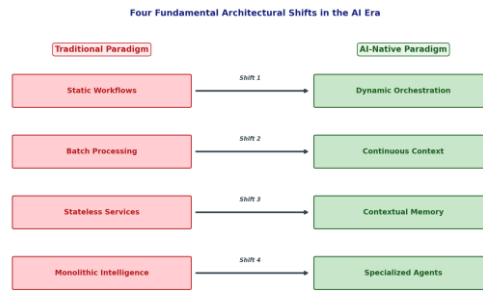 Four Fundamental Architectural Shifts in the AI Era
Traditional Paradigm
AI-Native Paradigm
Static Workflows
Shift 1
Dynamic Orchestration
Batch Processing
Shift 2
Continuous Context
Stateless Services
Shift 3
Contextual Memory
Monolithic Intelligence
Shift 4
Specialized Agents